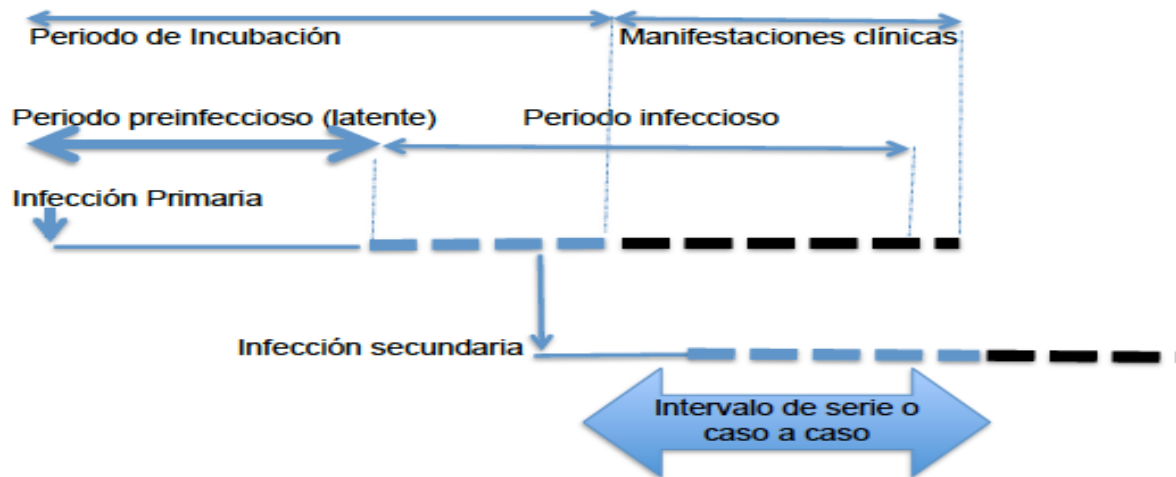 Periodo de Incubación
Manifestaciones clínicas
Periodo preinfeccioso (latente)
Periodo infeccioso
Infección Primaria
Infección secundaria
Intervalo de serie o
caso a caso